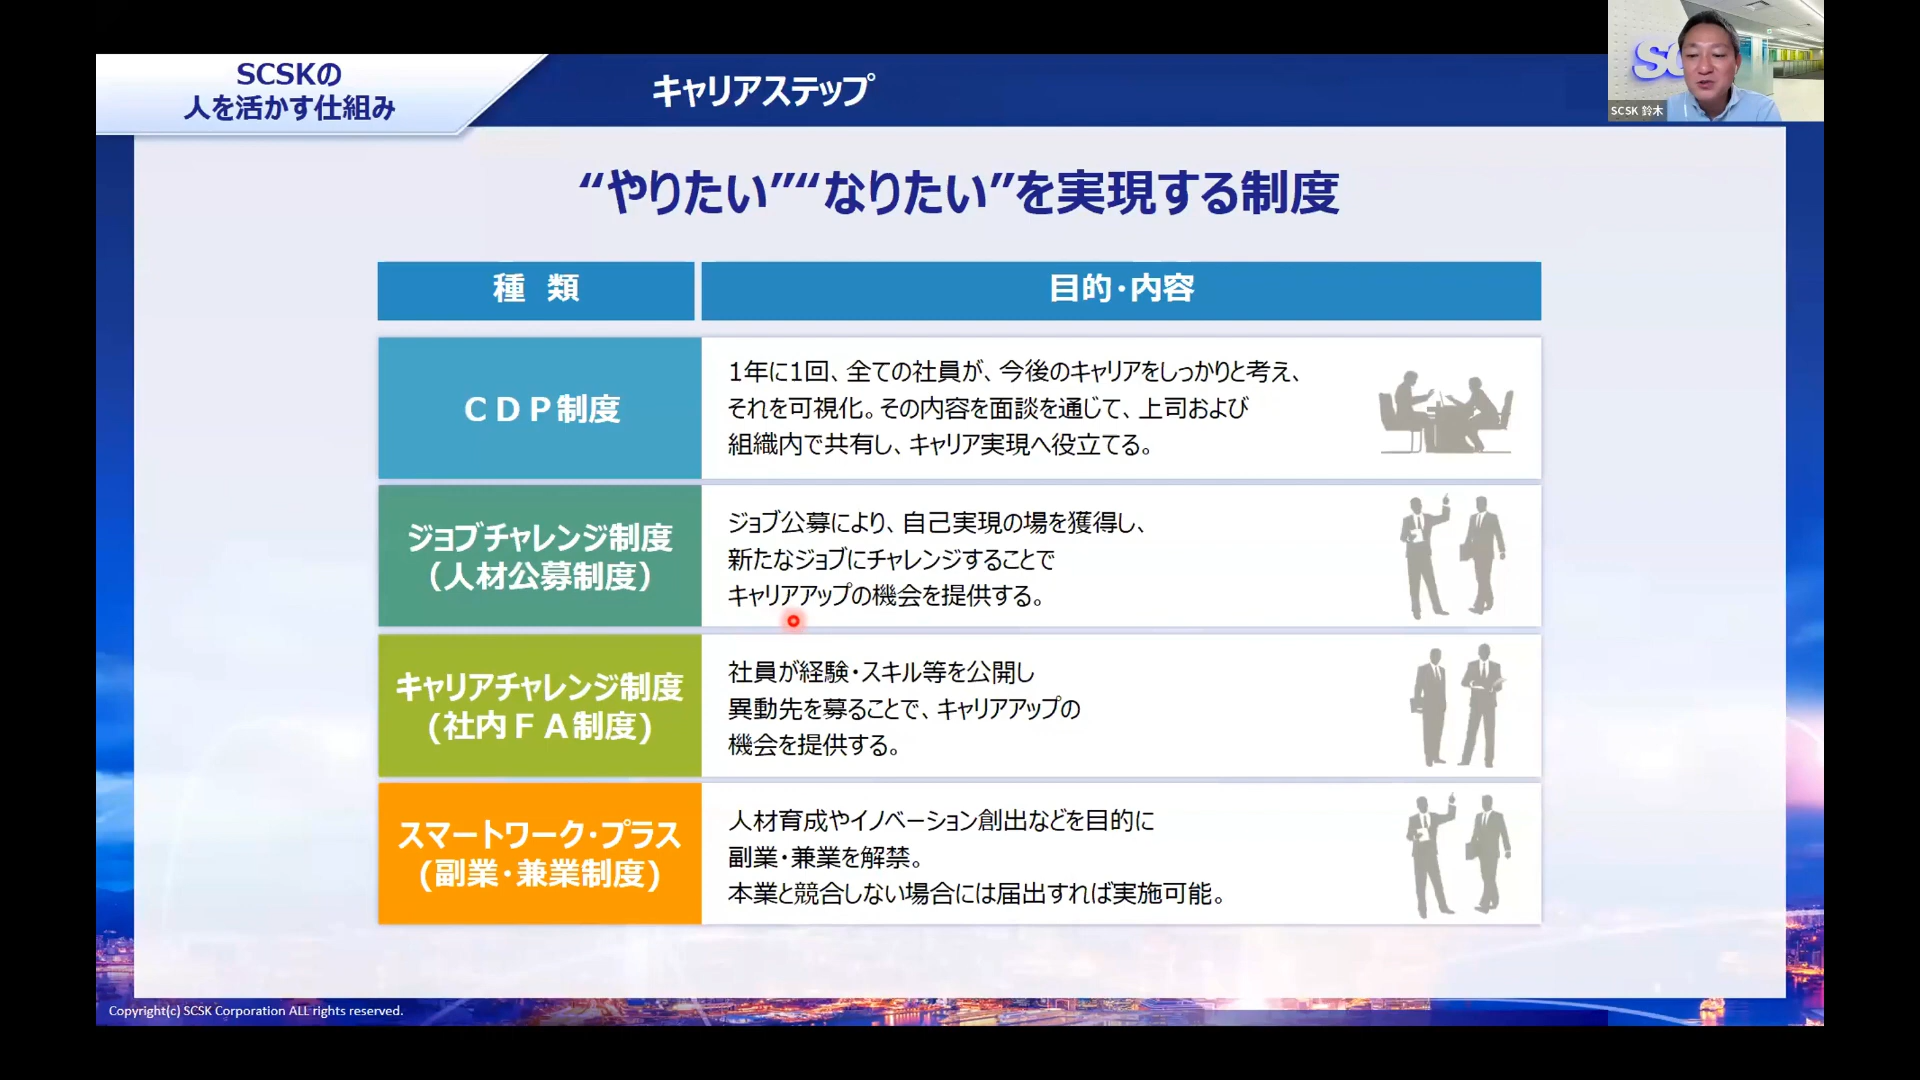 SCSKの
人を活かす仕組み
キャリアステップ
SC
SCSK 鈴木
“やりたい”“なりたい”を実現する制度
種 類
目的・内容
ＣＤＰ制度
1年に1回、全ての社員が、今後のキャリアをしっかりと考え、
それを可視化。その内容を面談を通じて、上司および
組織内で共有し、キャリア実現へ役立てる。
ジョブチャレンジ制度
（人材公募制度）
ジョブ公募により、自己実現の場を獲得し、
新たなジョブにチャレンジすることで
キャリアアップの機会を提供する。
キャリアチャレンジ制度
(社内ＦＡ制度)
社員が経験・スキル等を公開し
異動先を募ることで、キャリアアップの
機会を提供する。
スマートワーク・プラス
(副業・兼業制度)
人材育成やイノベーション創出などを目的に
副業・兼業を解禁。
本業と競合しない場合には届出すれば実施可能。
Copyright(c) SCSK Corporation ALL rights reserved.